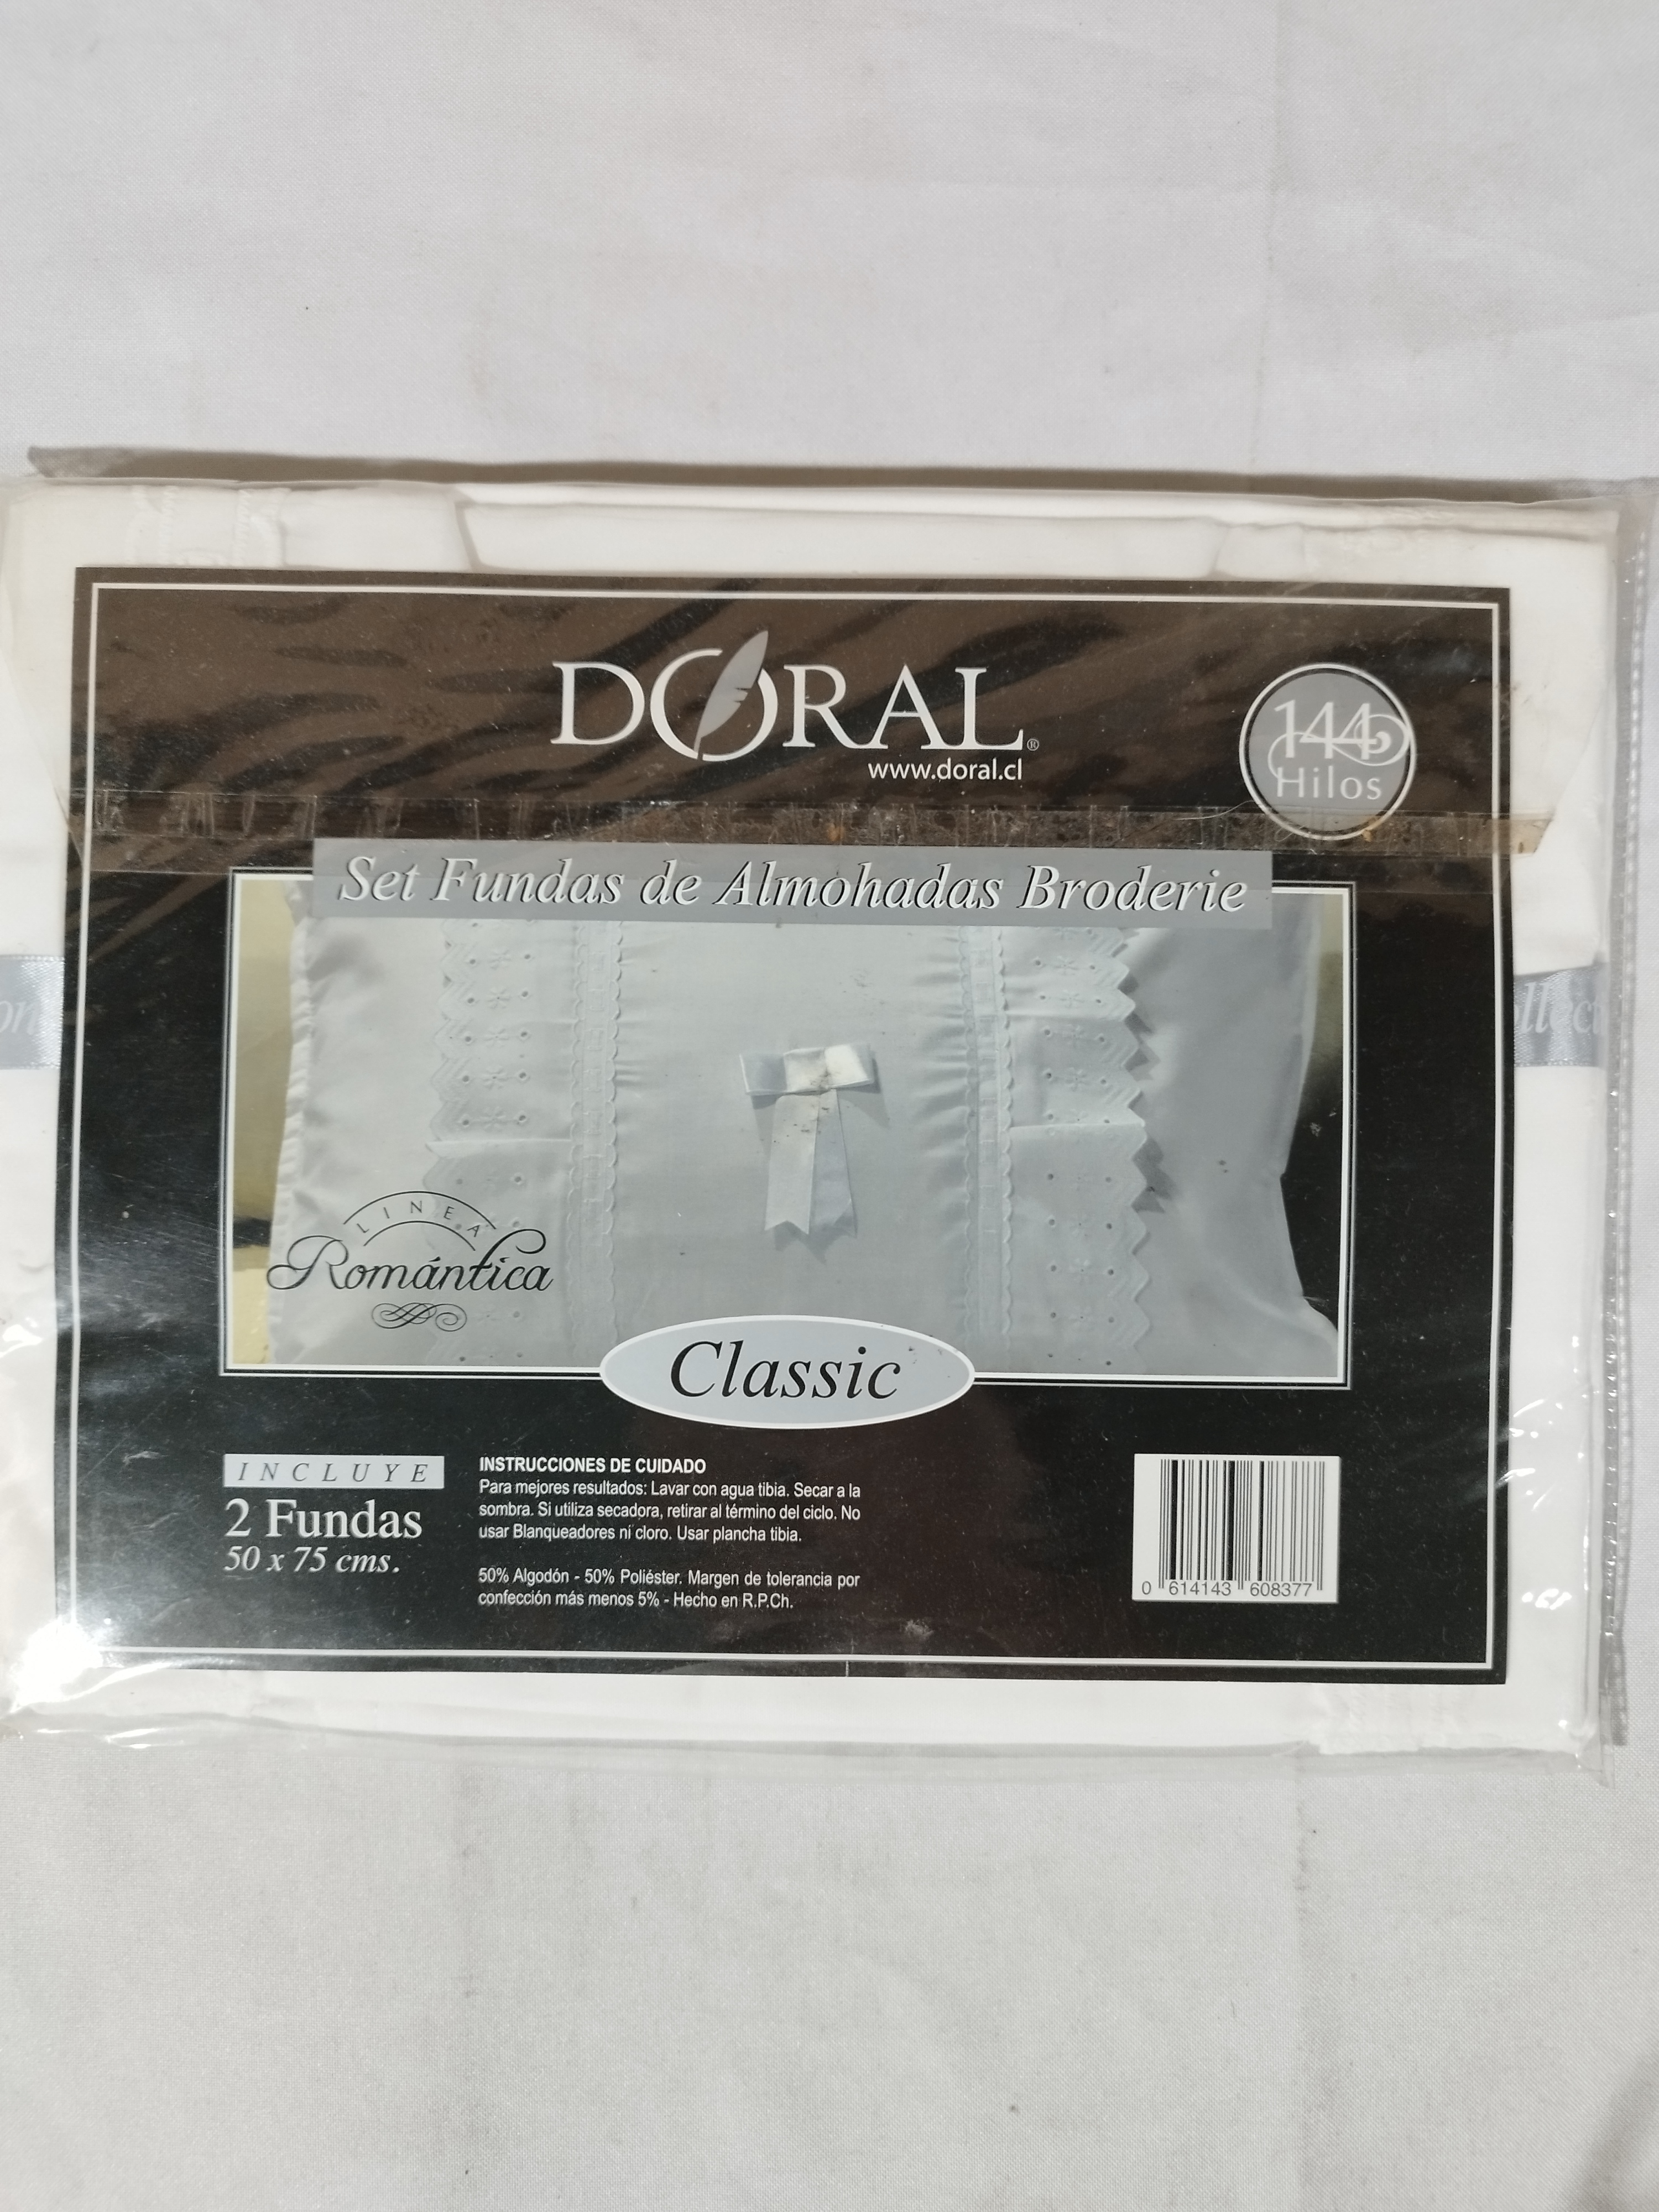 DORAL®
www.doral.cl
144
Hilos
Set Fundas de Almohadas Broderie
on
ollect
LINEA
Romántica
Classic
INCLUYE
2 Fundas
50 x 75 cms.
INSTRUCCIONES DE CUIDADO
Para mejores resultados: Lavar con agua tibia. Secar a la
sombra. Si utiliza secadora, retirar al término del ciclo. No
usar Blanqueadores ni cloro. Usar plancha tibia.
50% Algodón - 50% Poliéster. Margen de tolerancia por
confección más menos 5% - Hecho en R.P.Ch.
0 614143 608377